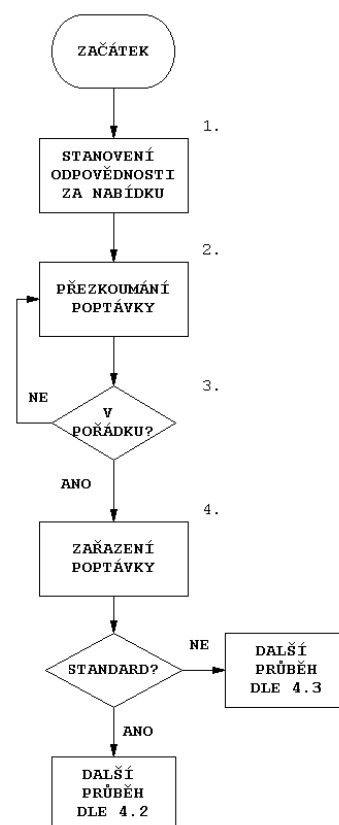 ZAČÁTEK
1.
STANOVENÍ
ODPOVĚDNOSTI
ZA NABÍDKU
2.
PŘEZKOUMÁNÍ
POPTÁVKY
3.
NE
V
POŘÁDKU?
ANO
4.
ZAŘAZENÍ
POPTÁVKY
STANDARD?
NE
DALŠÍ
PRŮBĚH
DLE 4.3
ANO
DALŠÍ
PRŮBĚH
DLE 4.2